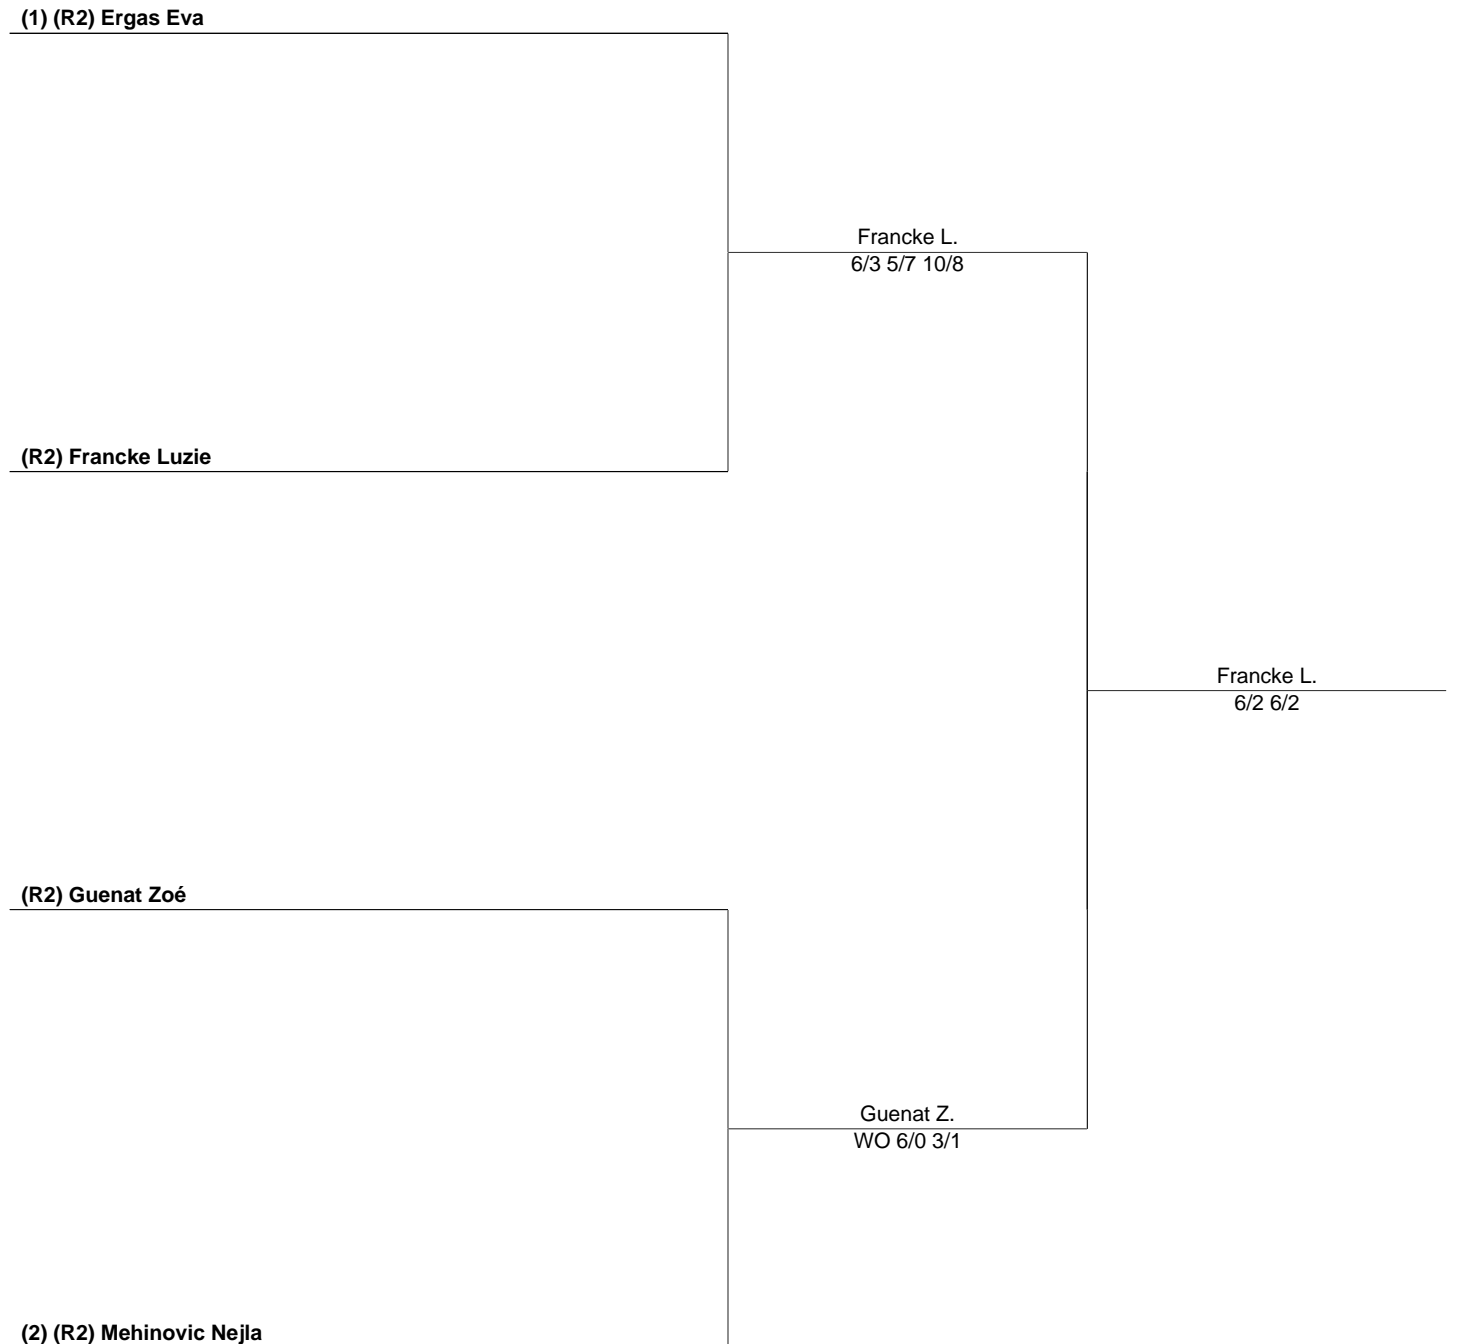 (1) (R2) Ergas Eva
Francke L.
6/3 5/7 10/8
(R2) Francke Luzie
Francke L.
6/2 6/2
(R2) Guenat Zoé
Guenat Z.
WO 6/0 3/1
(2) (R2) Mehinovic Nejla